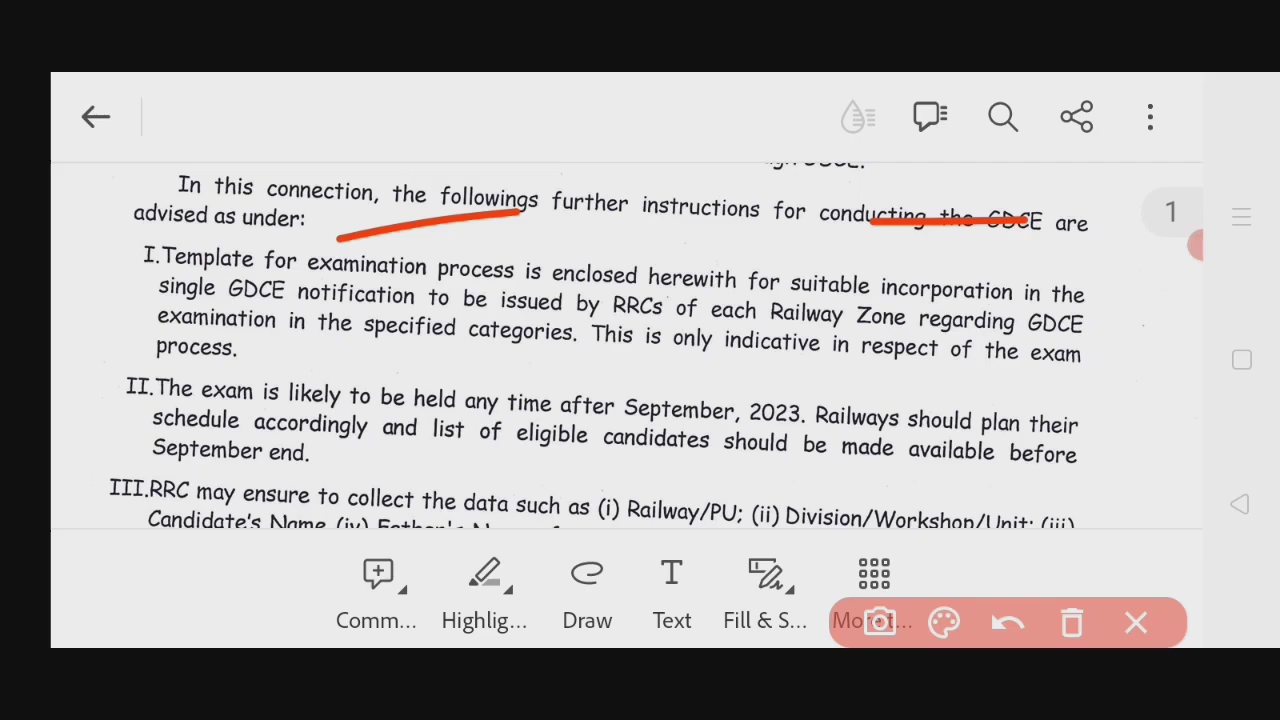 In this connection, the followings further instructions for conducting the GDCE are
advised as under:
1
I.Template for examination process is enclosed herewith for suitable incorporation in the
single GDCE notification to be issued by RRCs of each Railway Zone regarding GDCE
examination in the specified categories. This is only indicative in respect of the exam
process.
II.The exam is likely to be held any time after September, 2023. Railways should plan their
schedule accordingly and list of eligible candidates should be made available before
September end.
III.RRC may ensure to collect the data such as (i) Railway/PU; (ii) Division/Workshop/Unit; (iii)
Candidate's Name (iv) Father's
Comm... Highlig... Draw Text Fill & S... More t...